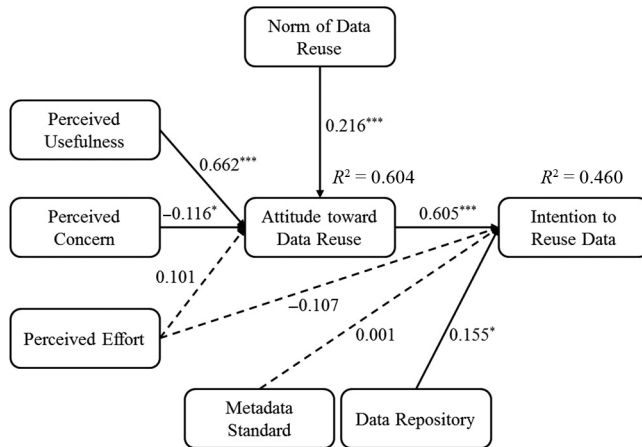 Norm of Data
Reuse
Perceived
Usefulness
0.216***
0.662***
R² = 0.604
R² = 0.460
Perceived
Concern
–0.116*
Attitude toward
Data Reuse
0.605***
Intention to
Reuse Data
0.101
–0.107
Perceived Effort
0.001
0.155*
Metadata
Standard
Data Repository